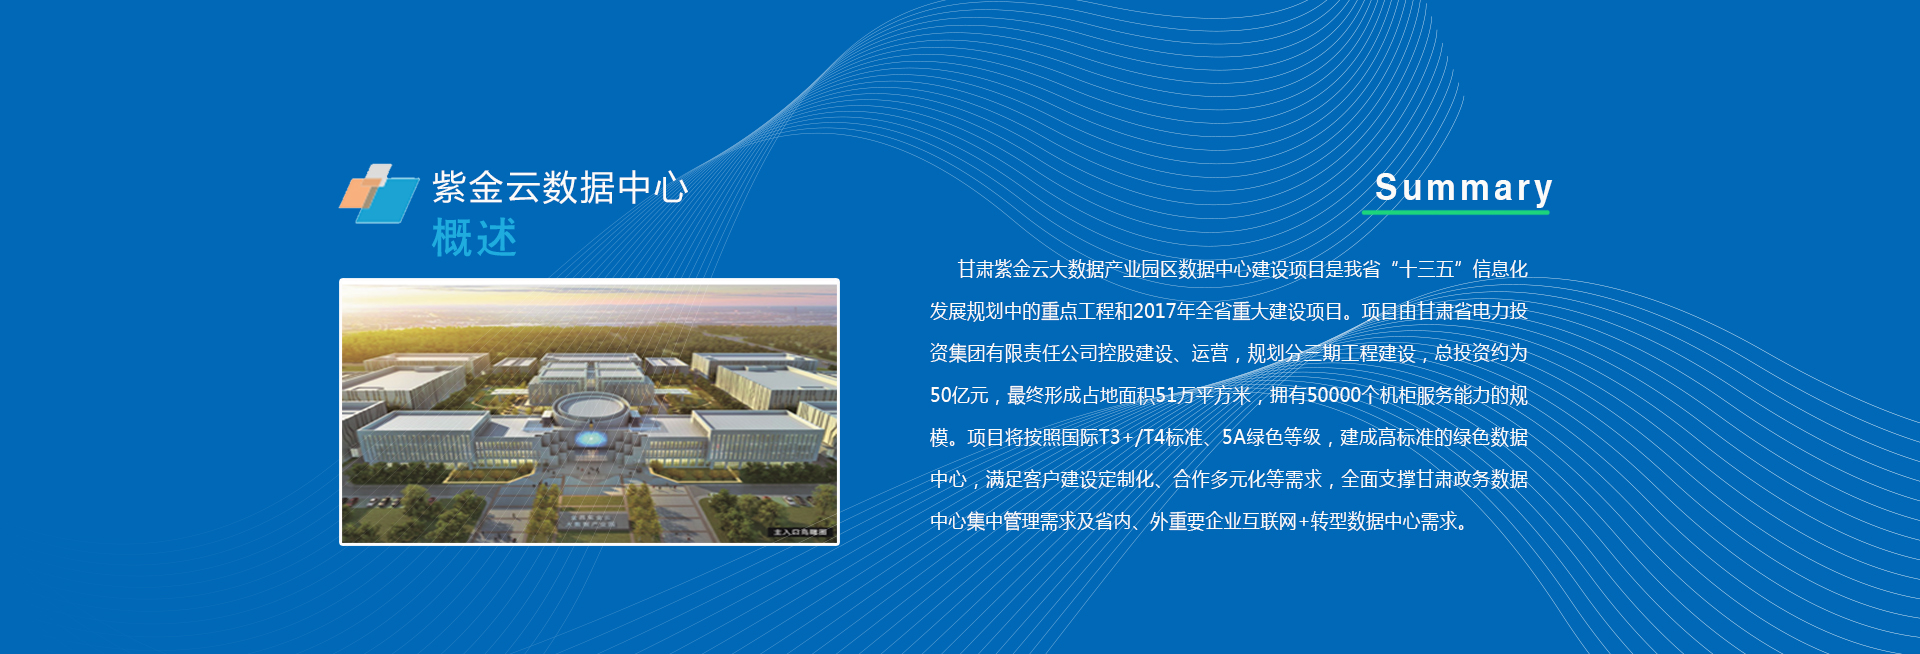 紫金云数据中心
概述
Summary
甘肃紫金云大数据产业园区数据中心建设项目是我省“十三五”信息化
发展规划中的重点工程和2017年全省重大建设项目。项目由甘肃省电力投
资集团有限责任公司控股建设、运营，规划分三期工程建设，总投资约为
50亿元，最终形成占地面积51万平方米，拥有50000个机柜服务能力的规
模。项目将按照国际T3+/T4标准、5A绿色等级，建成高标准的绿色数据
中心，满足客户建设定制化、合作多元化等需求，全面支撑甘肃政务数据
中心集中管理需求及省内、外重要企业互联网+转型数据中心需求。
主入口鸟瞰图